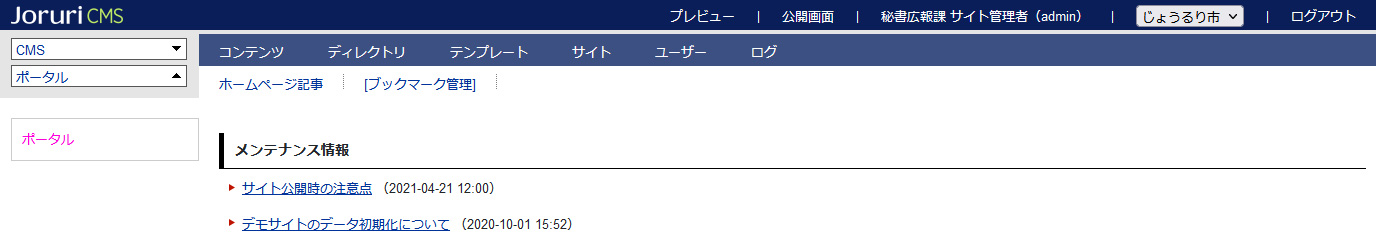 Joruri CMS プレビュー | 公開画面 | 秘書広報課 サイト管理者（admin） | じょうるり市 | ログアウト
CMS コンテンツ ディレクトリ テンプレート サイト ユーザー ログ
ポータル ホームページ記事 [ブックマーク管理]
ポータル
メンテナンス情報
サイト公開時の注意点 （2021-04-21 12:00）
デモサイトのデータ初期化について （2020-10-01 15:52）